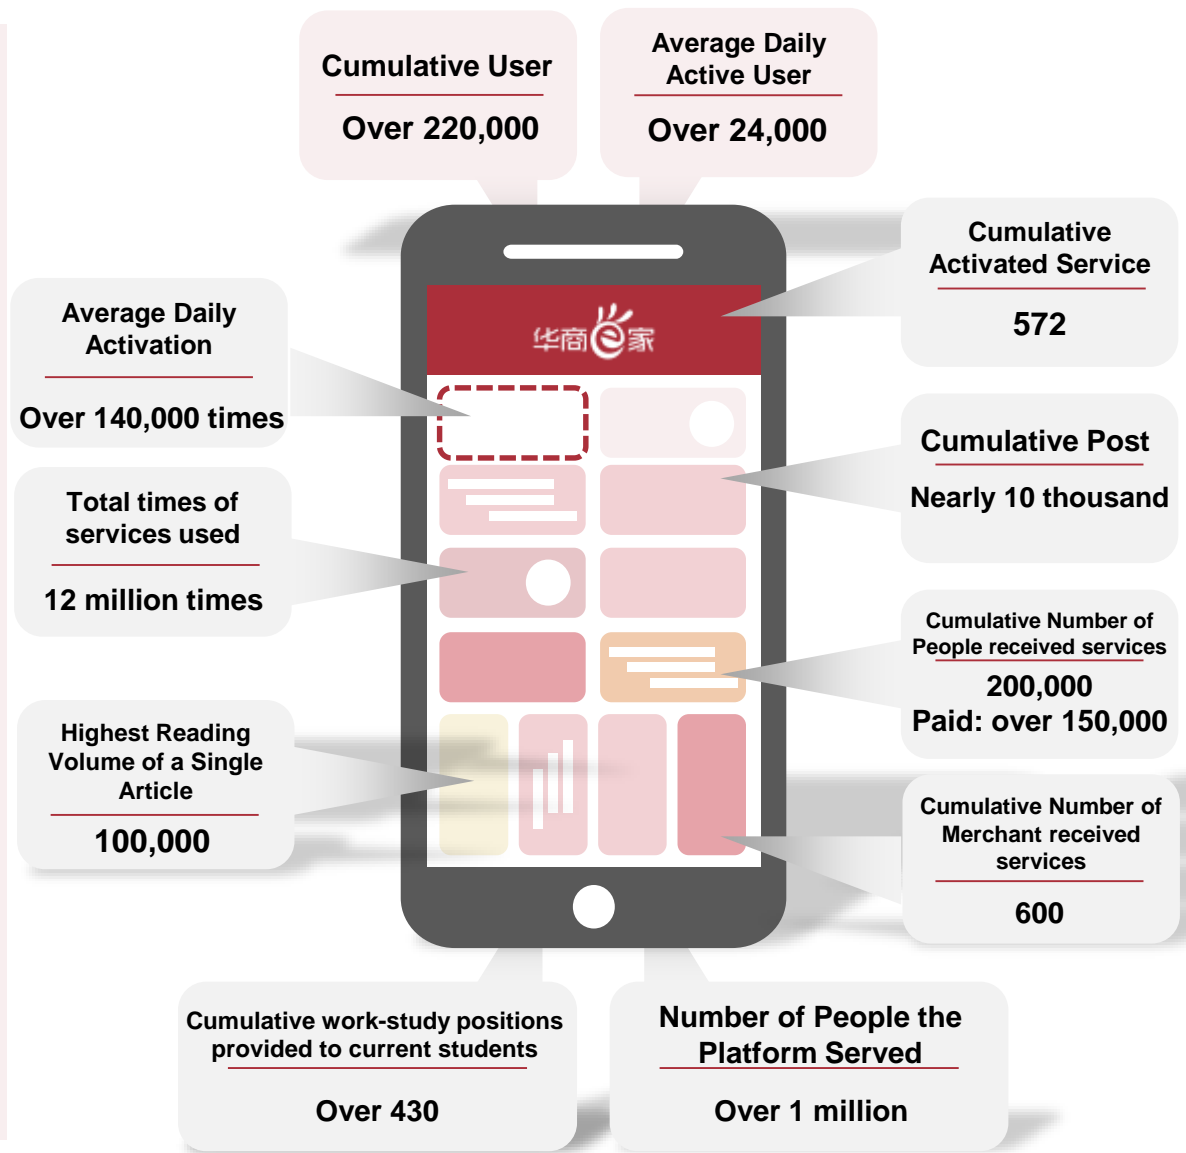 Cumulative User
Over 220,000
Average Daily
Active User
Over 24,000
Cumulative
Activated Service
572
Average Daily
Activation
Over 140,000 times
华商e家
Cumulative Post
Nearly 10 thousand
Total times of
services used
12 million times
Cumulative Number of
People received services
200,000
Paid: over 150,000
Highest Reading
Volume of a Single
Article
100,000
Cumulative Number of
Merchant received
services
600
Cumulative work-study positions
provided to current students
Over 430
Number of People the
Platform Served
Over 1 million